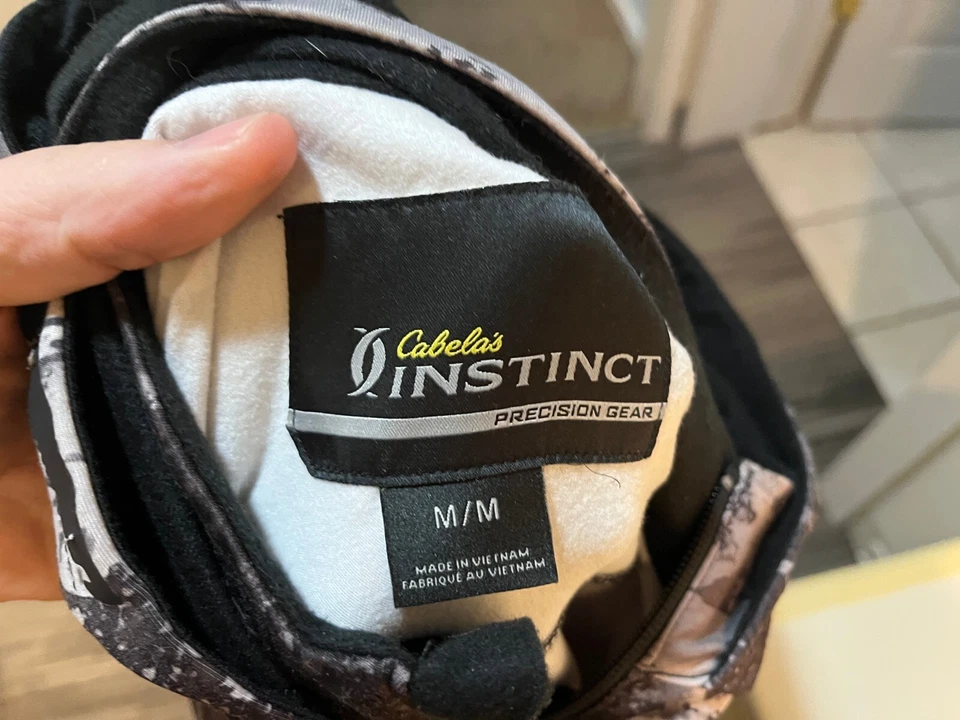 Cabela's
INSTINCT
PRECISION GEAR
M/M
MADE IN VIETNAM
FABRIQUÉ AU VIETNAM